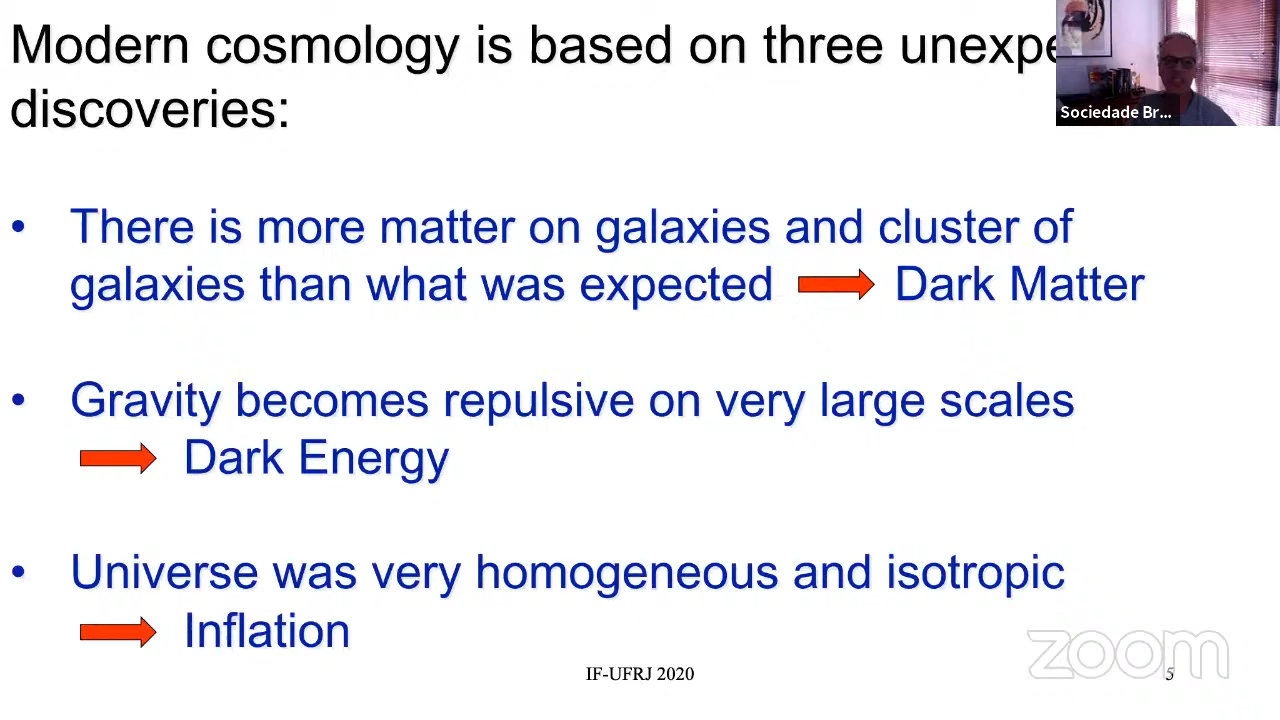 Modern cosmology is based on three
discoveries:
Sociedade Br...
• There is more matter on galaxies and cluster of
galaxies than what was expected Dark Matter
• Gravity becomes repulsive on very large scales
Dark Energy
• Universe was very homogeneous and isotropic
Inflation
zoom
IF-UFRJ 2020
5